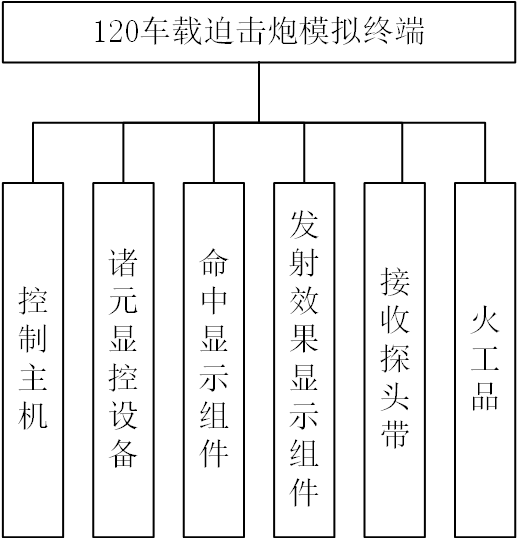 120车载迫击炮模拟终端
控制主机
诸元显控设备
命中显示组件
发射效果显示组件
接收探头带
火工品